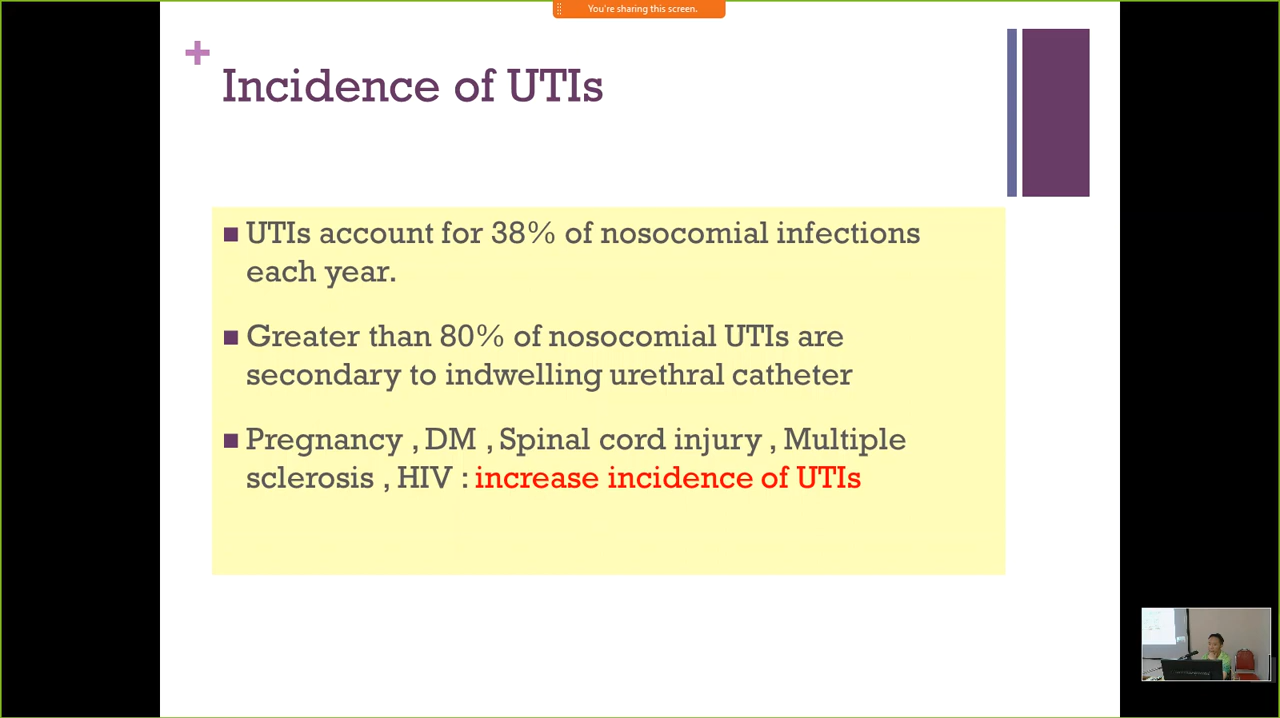 You're sharing this screen.
+
Incidence of UTIs
UTIs account for 38% of nosocomial infections
each year.
Greater than 80% of nosocomial UTIs are
secondary to indwelling urethral catheter
Pregnancy , DM , Spinal cord injury , Multiple
sclerosis , HIV : increase incidence of UTIs